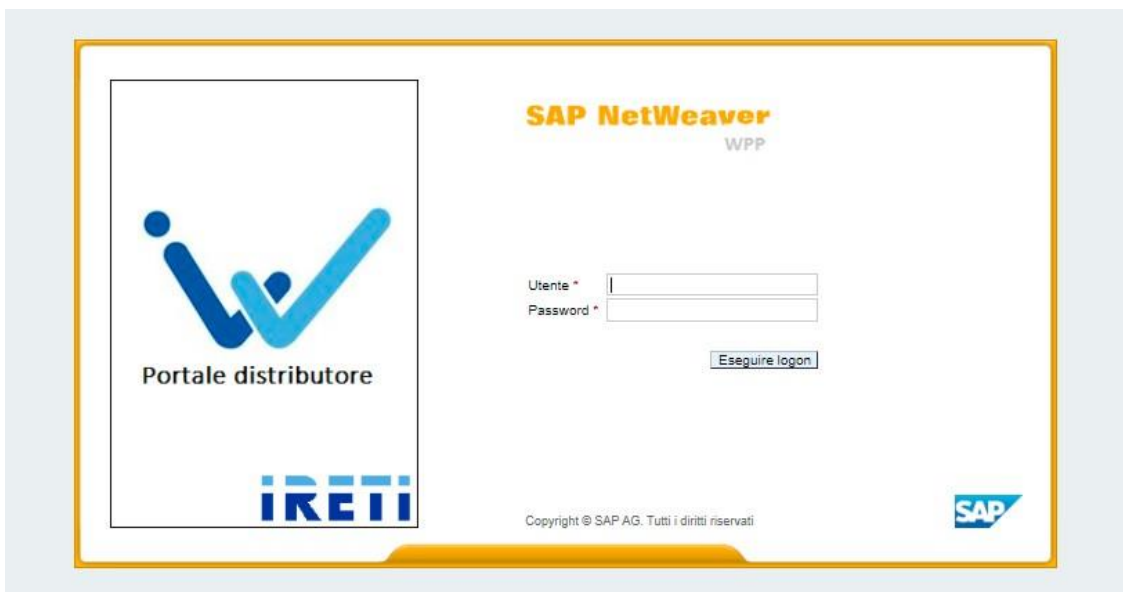 SAP NetWeaver
WPP
Utente *
Password *
Eseguire logon
Portale distributore
iRETi
Copyright © SAP AG. Tutti i diritti riservati
SAP